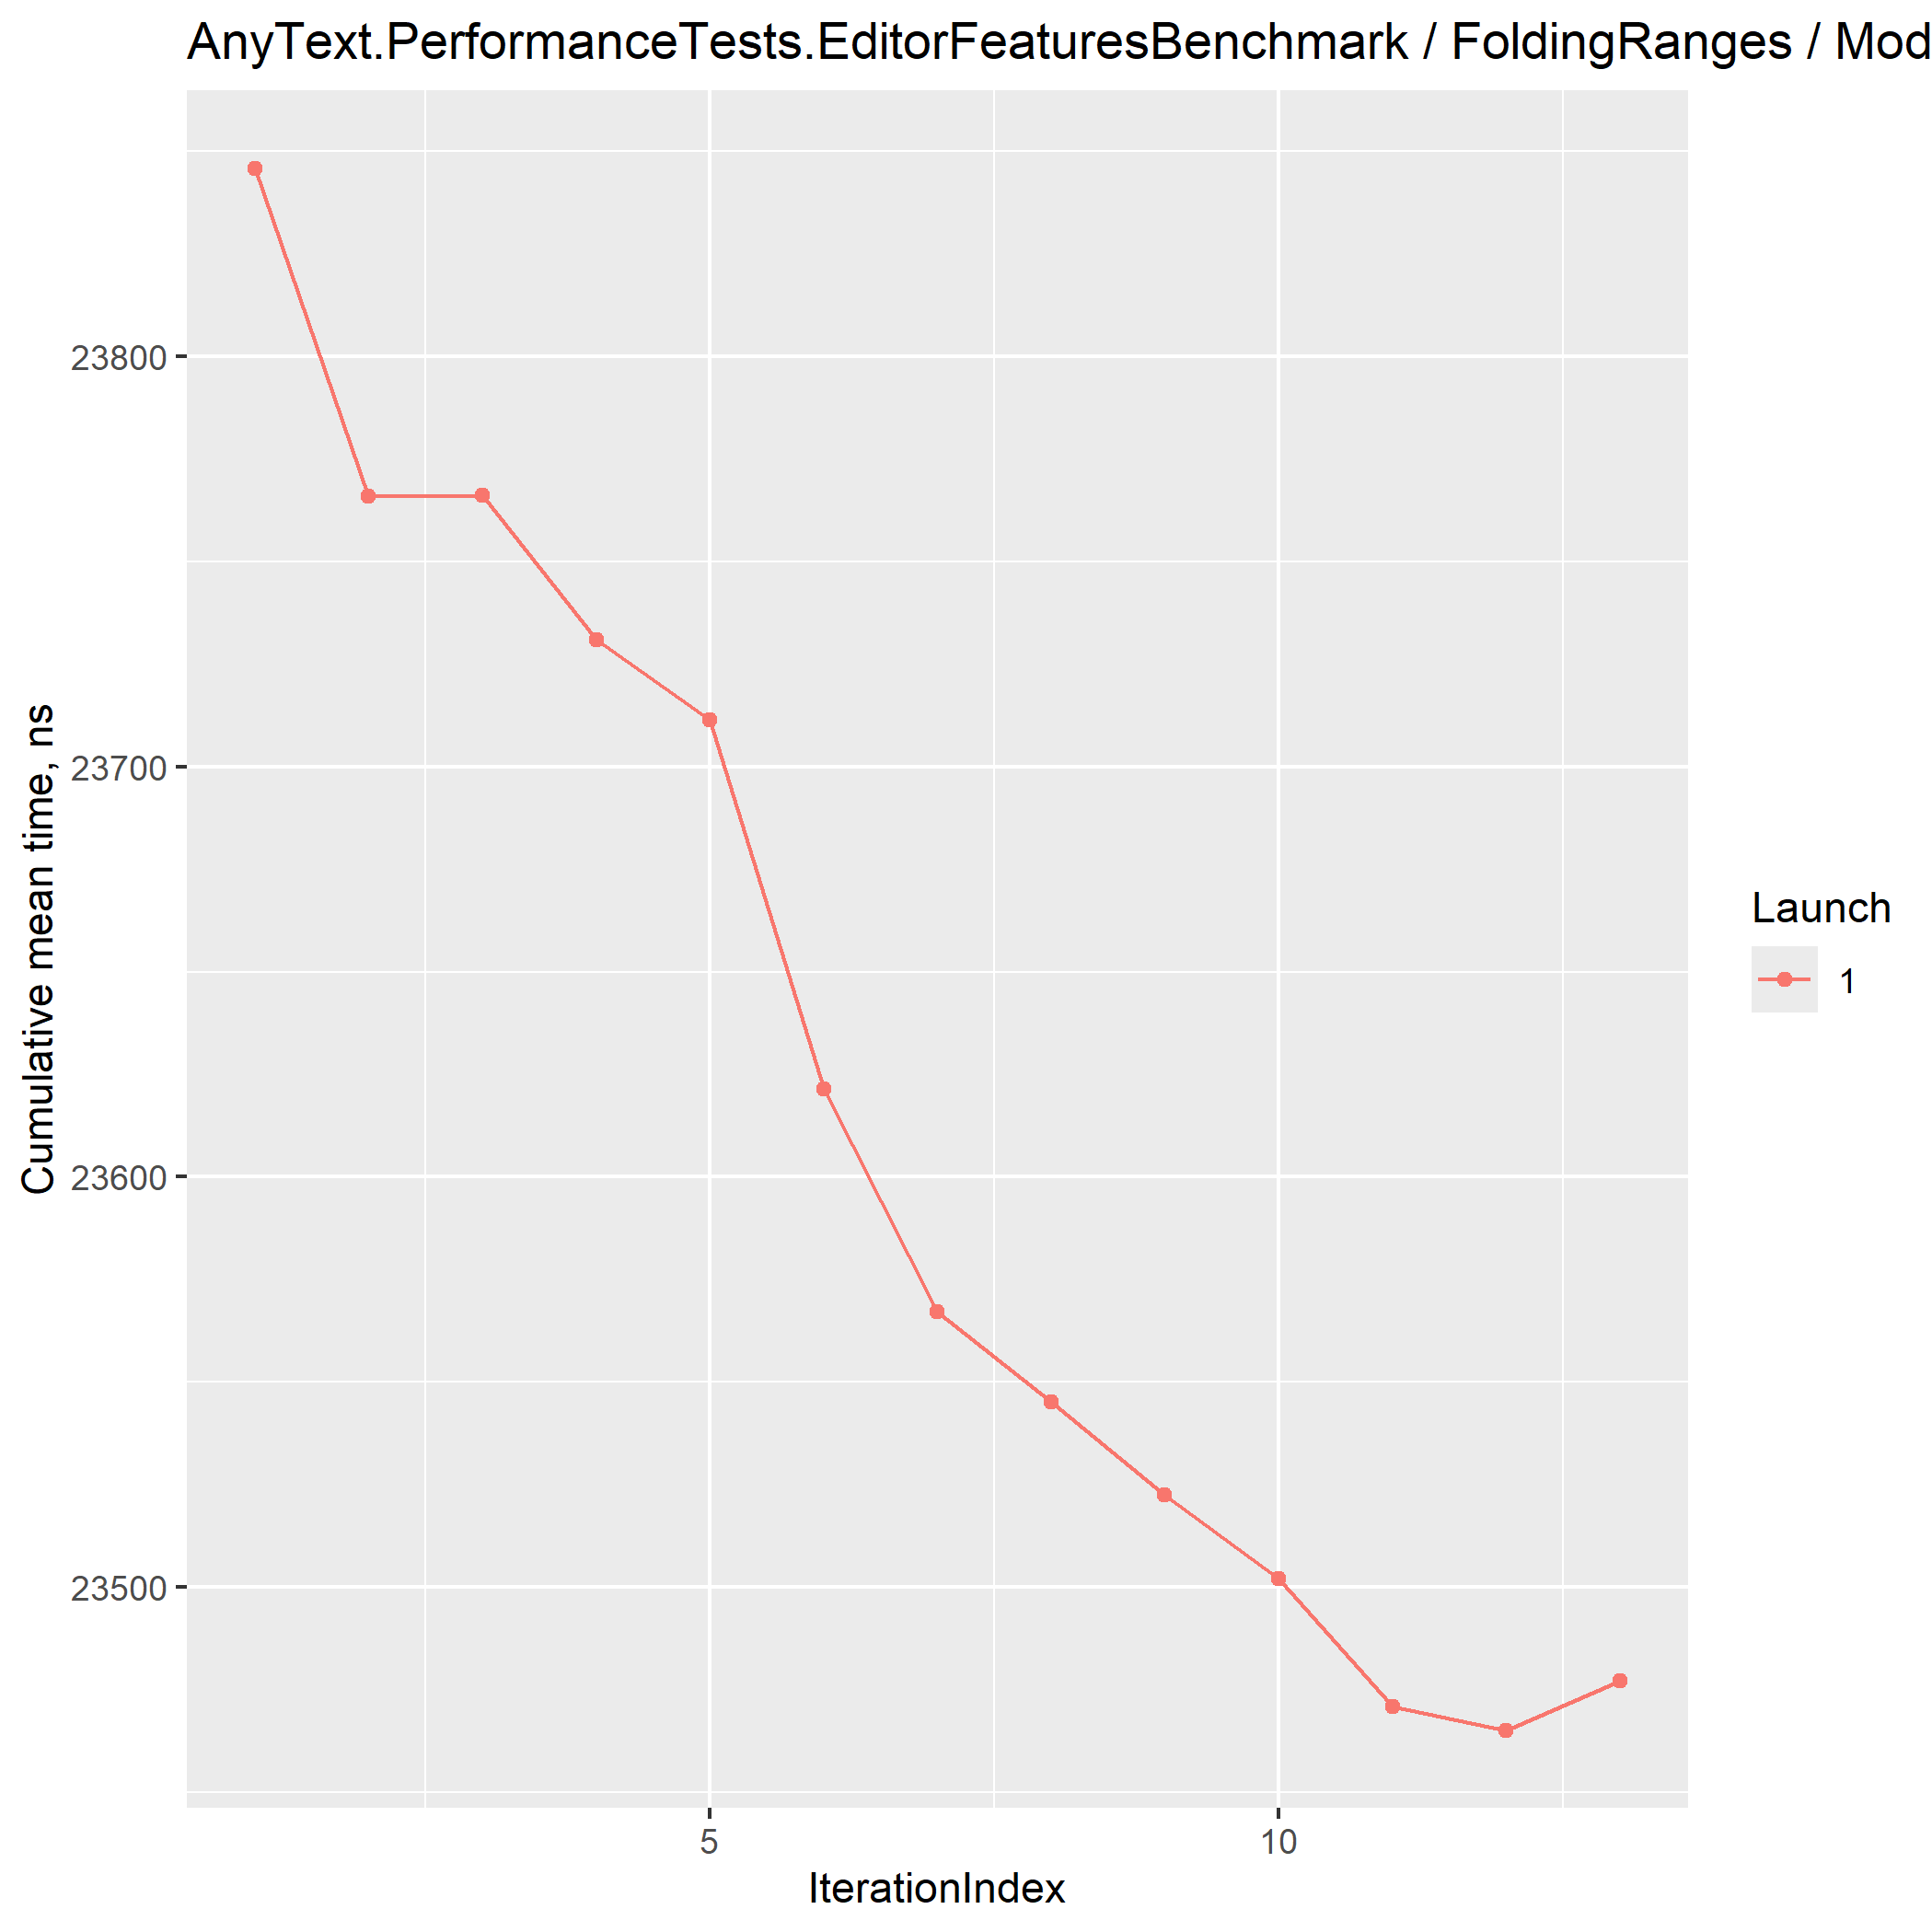 AnyText.PerformanceTests.EditorFeaturesBenchmark / FoldingRanges / Mod
23800
23700
23600
23500
Cumulative mean time, ns
5
10
IterationIndex
Launch
1